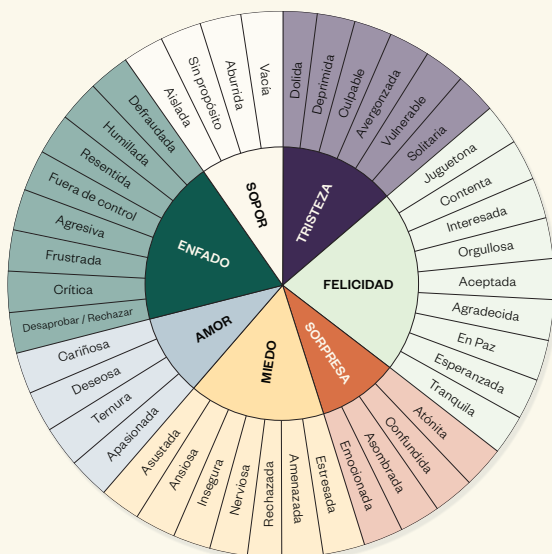 TRISTEZA
Dolida
Deprimida
Culpable
Avergonzada
Vulnerable
Solitaria
FELICIDAD
Juguetona
Contenta
Interesada
Orgullosa
Aceptada
Agradecida
En Paz
Esperanzada
Tranquila
SORPRESA
Atónita
Confundida
Asombrada
Emocionada
MIEDO
Estresada
Amenazada
Rechazada
Nerviosa
Insegura
Ansiosa
Asustada
AMOR
Apasionada
Ternura
Deseosa
Cariñosa
ENFADO
Desaprobar / Rechazar
Crítica
Frustrada
Agresiva
Fuera de control
Resentida
Humillada
Defraudada
SOPOR
Aislada
Sin propósito
Aburrida
Vacía